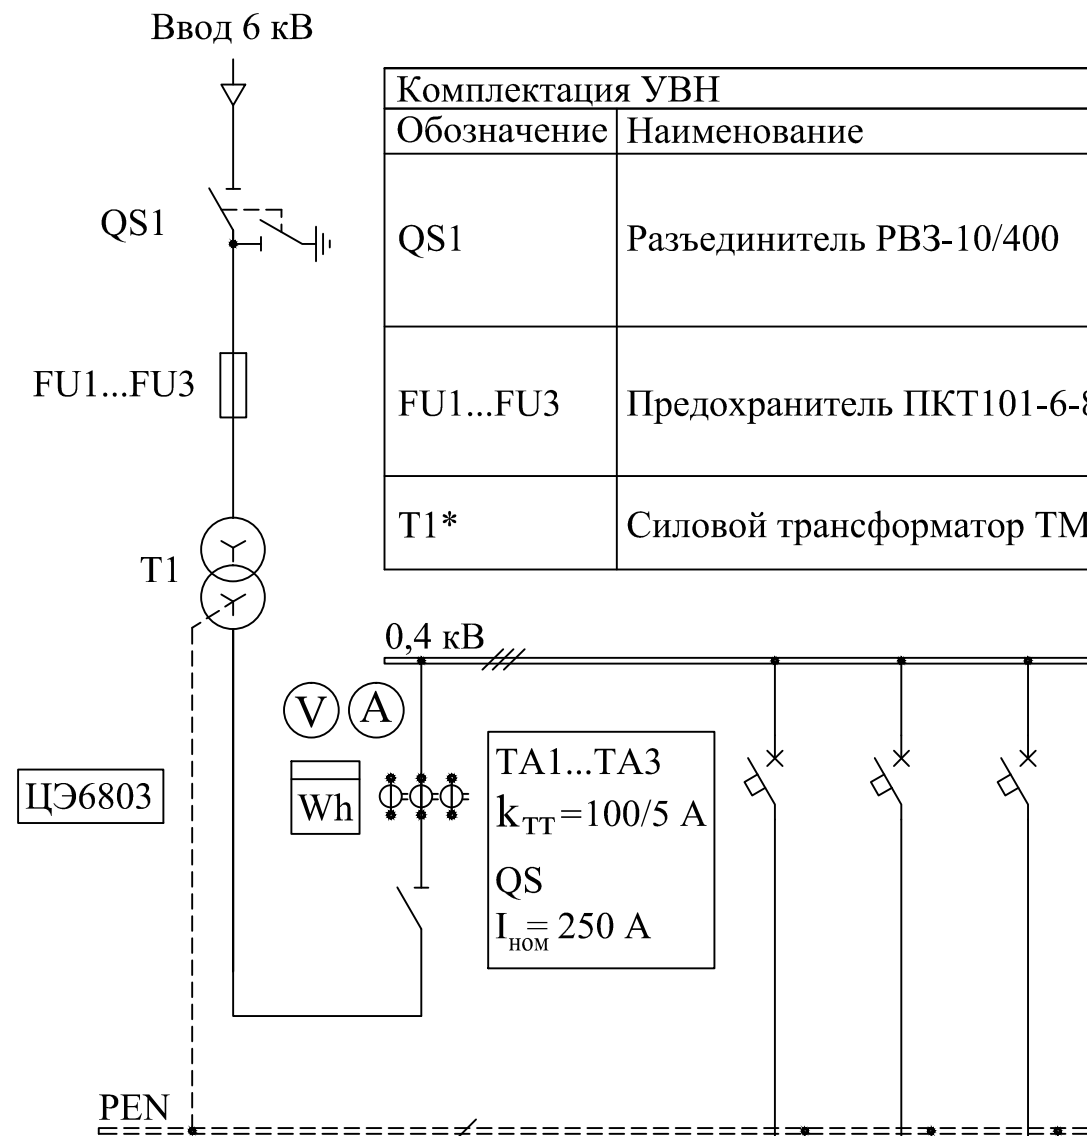 Ввод 6 кВ
Комплектация УВН
Обозначение Наименование
QS1
QS1 Разъединитель РВЗ-10/400
FU1...FU3
FU1...FU3 Предохранитель ПКТ101-6-8
T1* Силовой трансформатор ТМ
T1
0,4 кВ
V A
ЦЭ6803
Wh
TA1...TA3
kТТ=100/5 А
QS
Iном= 250 А
PEN